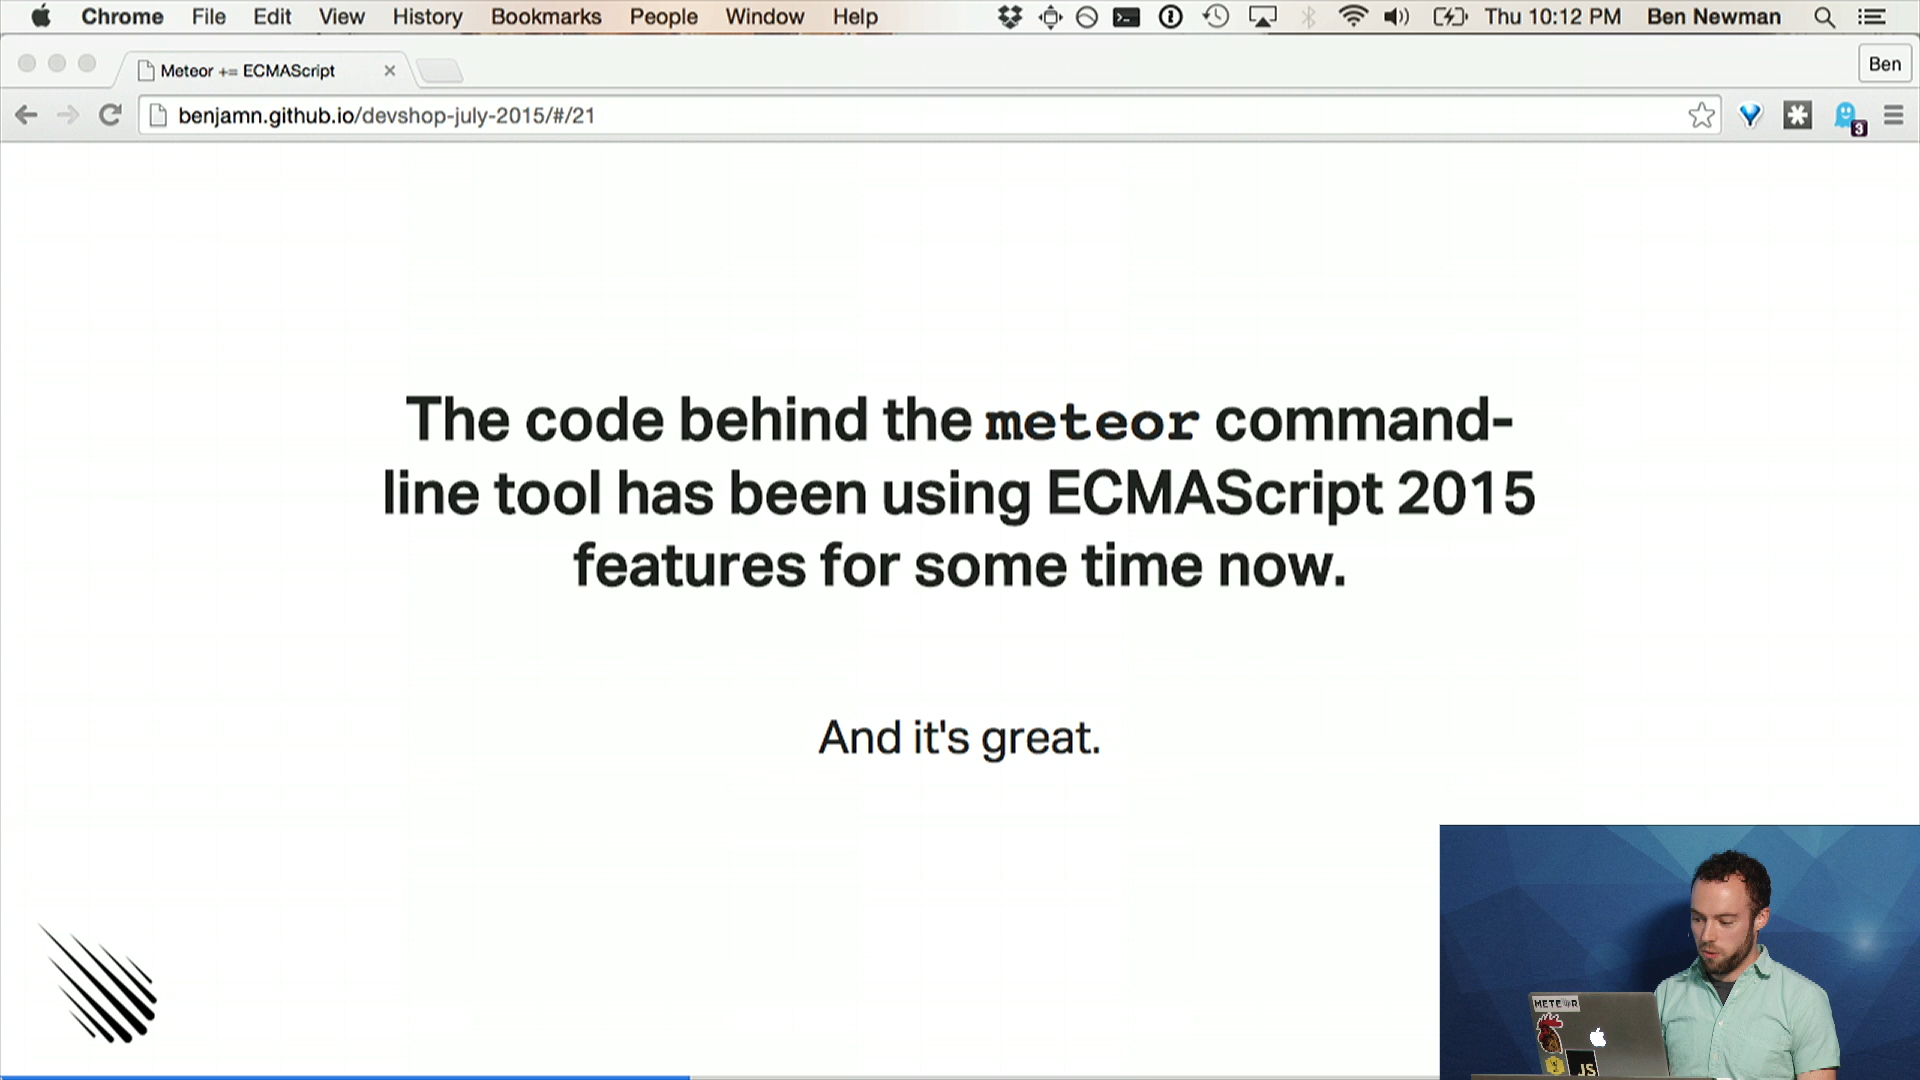 Chrome File Edit View History Bookmarks People Window Help Thu 10:12 PM Ben Newman
Meteor += ECMAScript
Ben
benjamn.github.io/devshop-july-2015/#/21
3
The code behind the meteor command-
line tool has been using ECMAScript 2015
features for some time now.
And it's great.
METEOR
JS